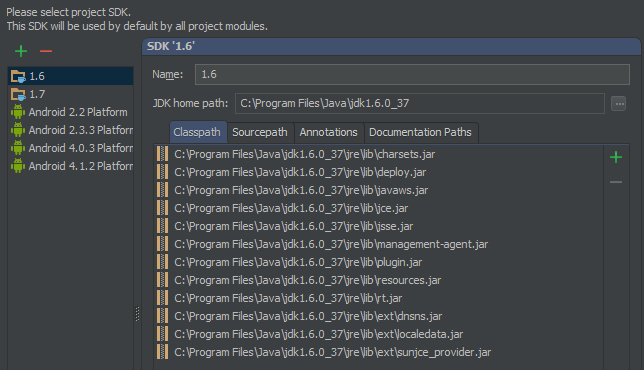 Please select project SDK.
This SDK will be used by default by all project modules.
SDK '1.6'
1.6
1.7
Android 2.2 Platform
Android 2.3.3 Platform
Android 4.0.3 Platform
Android 4.1.2 Platform
Name: 1.6
JDK home path: C:\Program Files\Java\jdk1.6.0_37 ...
Classpath Sourcepath Annotations Documentation Paths
C:\Program Files\Java\jdk1.6.0_37\jre\lib\charsets.jar
C:\Program Files\Java\jdk1.6.0_37\jre\lib\deploy.jar
C:\Program Files\Java\jdk1.6.0_37\jre\lib\javaws.jar
C:\Program Files\Java\jdk1.6.0_37\jre\lib\jce.jar
C:\Program Files\Java\jdk1.6.0_37\jre\lib\jsse.jar
C:\Program Files\Java\jdk1.6.0_37\jre\lib\management-agent.jar
C:\Program Files\Java\jdk1.6.0_37\jre\lib\plugin.jar
C:\Program Files\Java\jdk1.6.0_37\jre\lib\resources.jar
C:\Program Files\Java\jdk1.6.0_37\jre\lib\rt.jar
C:\Program Files\Java\jdk1.6.0_37\jre\lib\ext\dnsns.jar
C:\Program Files\Java\jdk1.6.0_37\jre\lib\ext\localedata.jar
C:\Program Files\Java\jdk1.6.0_37\jre\lib\ext\sunjce_provider.jar